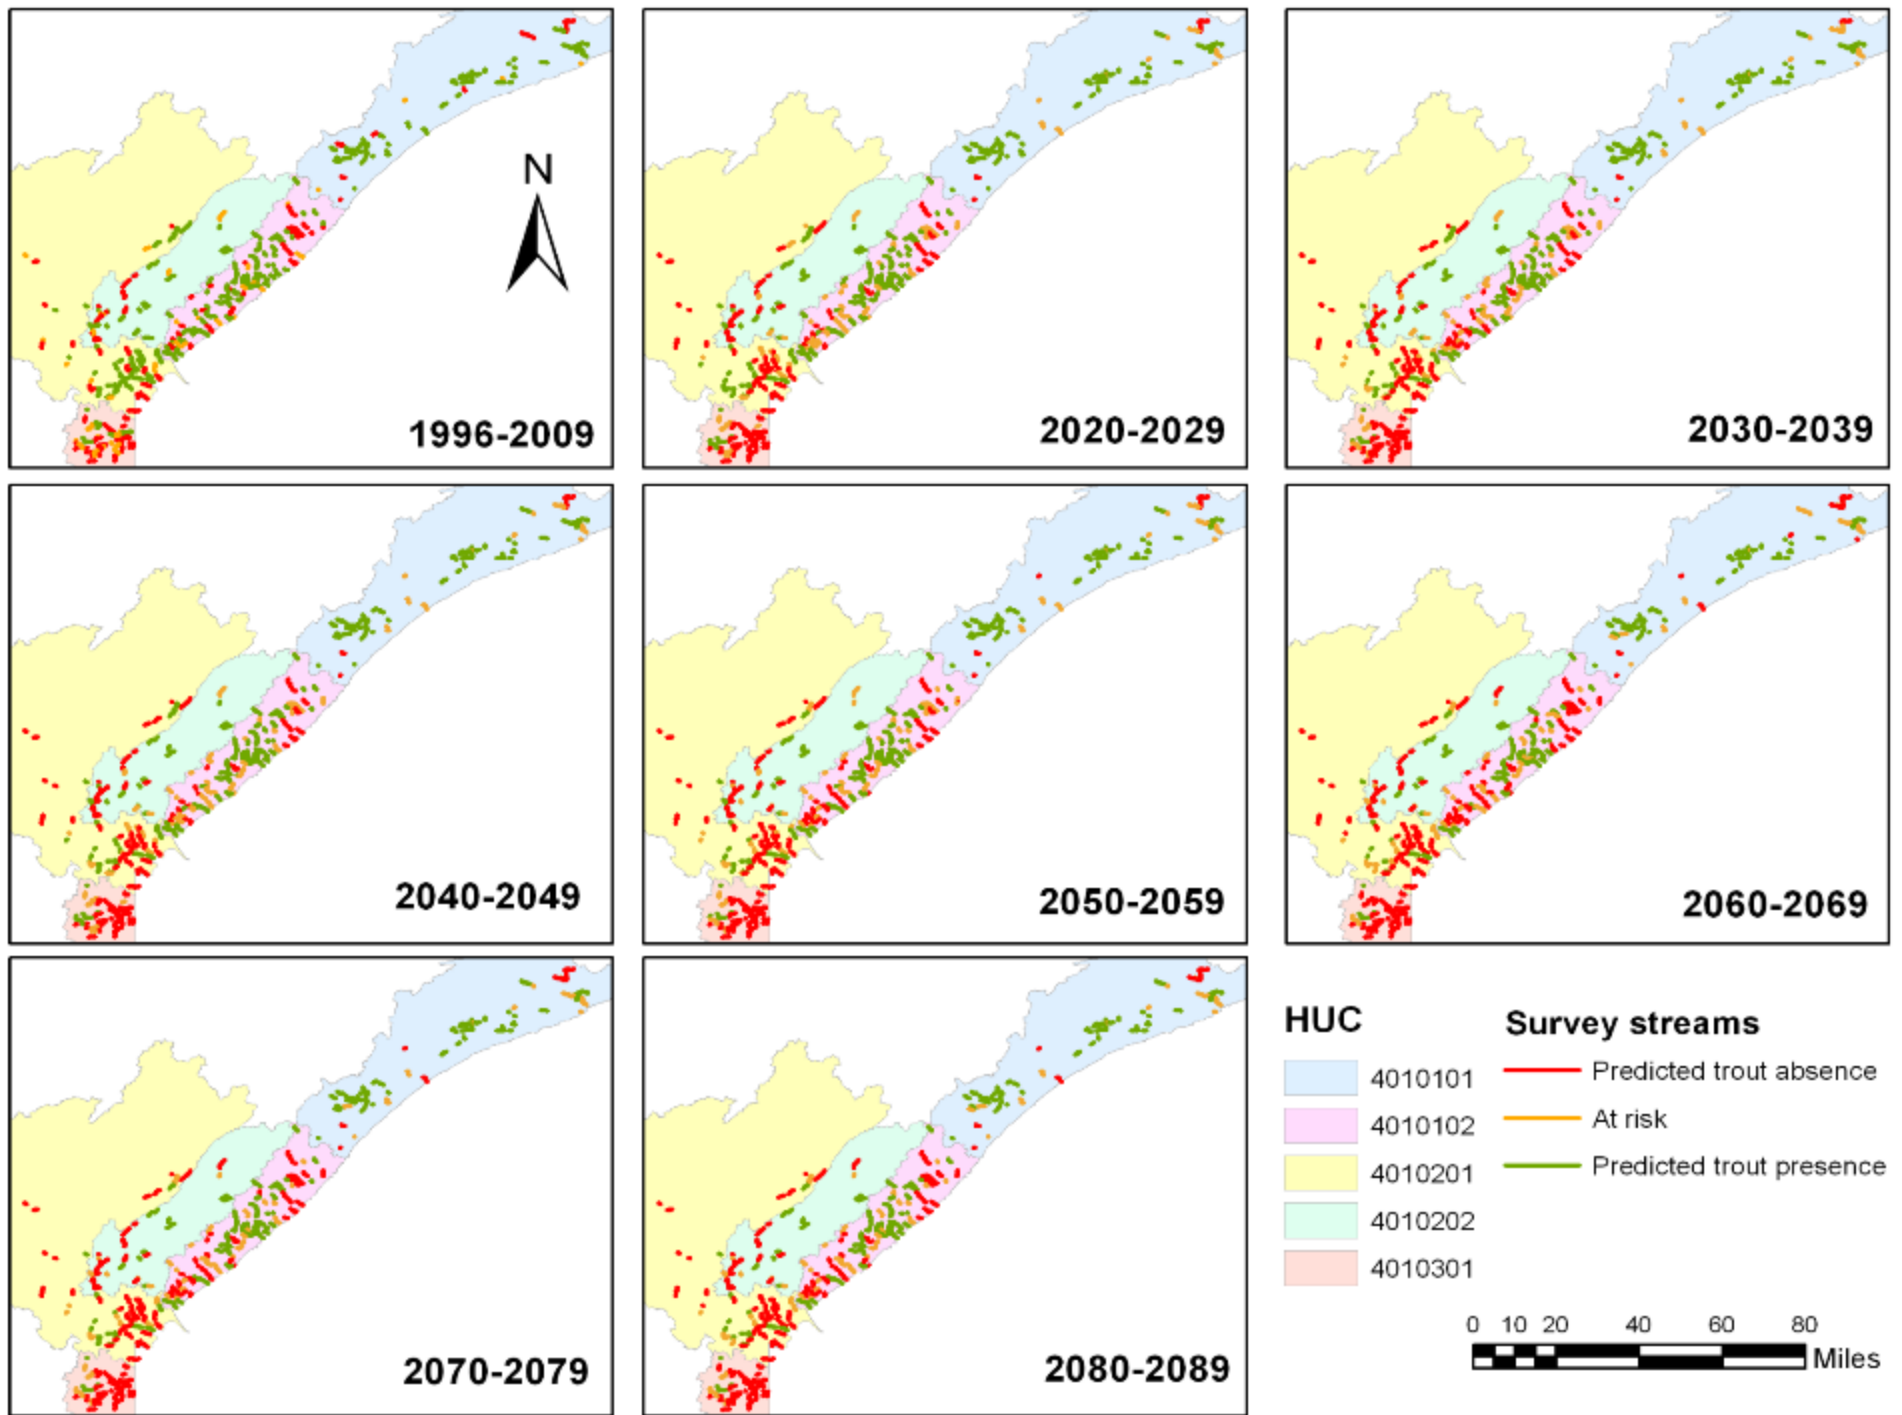 N
1996-2009
2020-2029
2030-2039
2040-2049
2050-2059
2060-2069
2070-2079
2080-2089
HUC
4010101
4010102
4010201
4010202
4010301
Survey streams
Predicted trout absence
At risk
Predicted trout presence
0 10 20 40 60 80
Miles